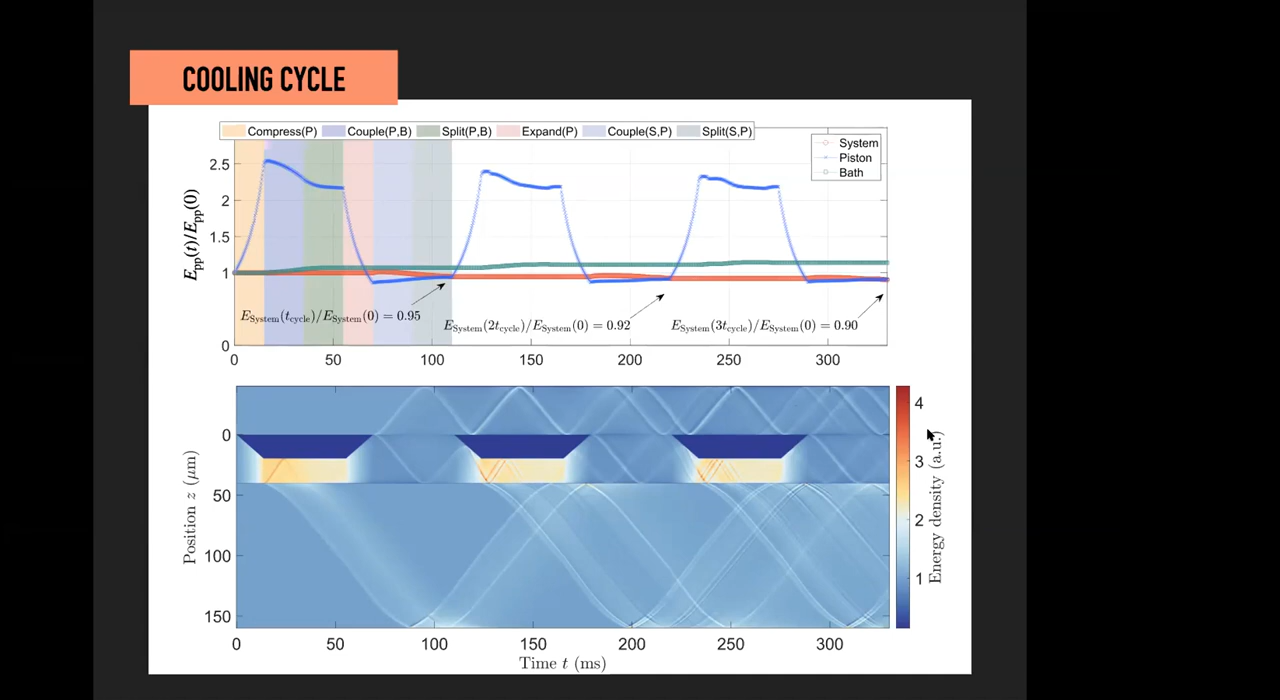 COOLING CYCLE
Compress(P) Couple(P,B) Split(P,B) Expand(P) Couple(S,P) Split(S,P)
System
Piston
Bath
E_pp(t)/E_pp(0)
2.5
2
1.5
1
0
E_System(t_cycle)/E_System(0) = 0.95
E_System(2t_cycle)/E_System(0) = 0.92
E_System(3t_cycle)/E_System(0) = 0.90
0 50 100 150 200 250 300
Position z (μm)
0
50
100
150
0 50 100 150 200 250 300
Time t (ms)
4
3
2
1
Energy density (a.u.)